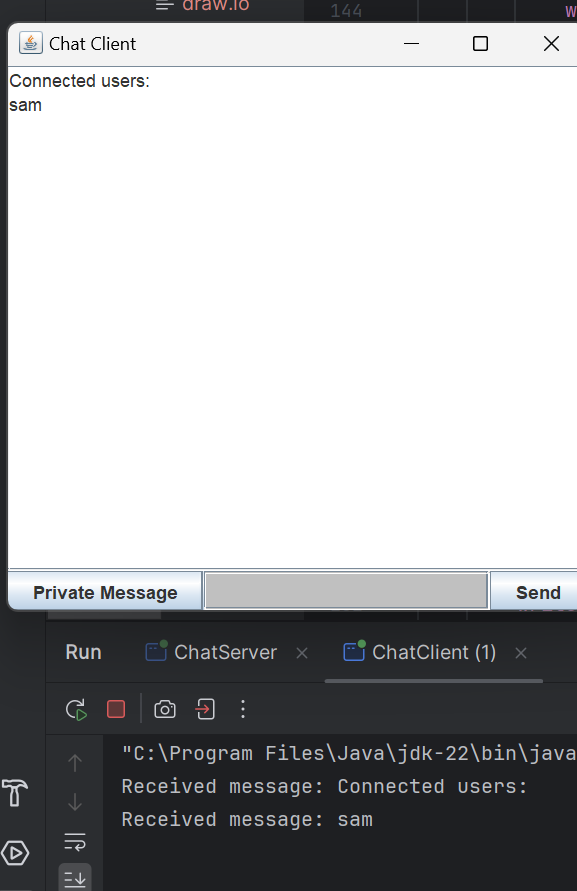 draw.io
144
Chat Client
Connected users:
sam
Private Message
Send
Run
ChatServer
ChatClient (1)
"C:\Program Files\Java\jdk-22\bin\java
Received message: Connected users:
Received message: sam